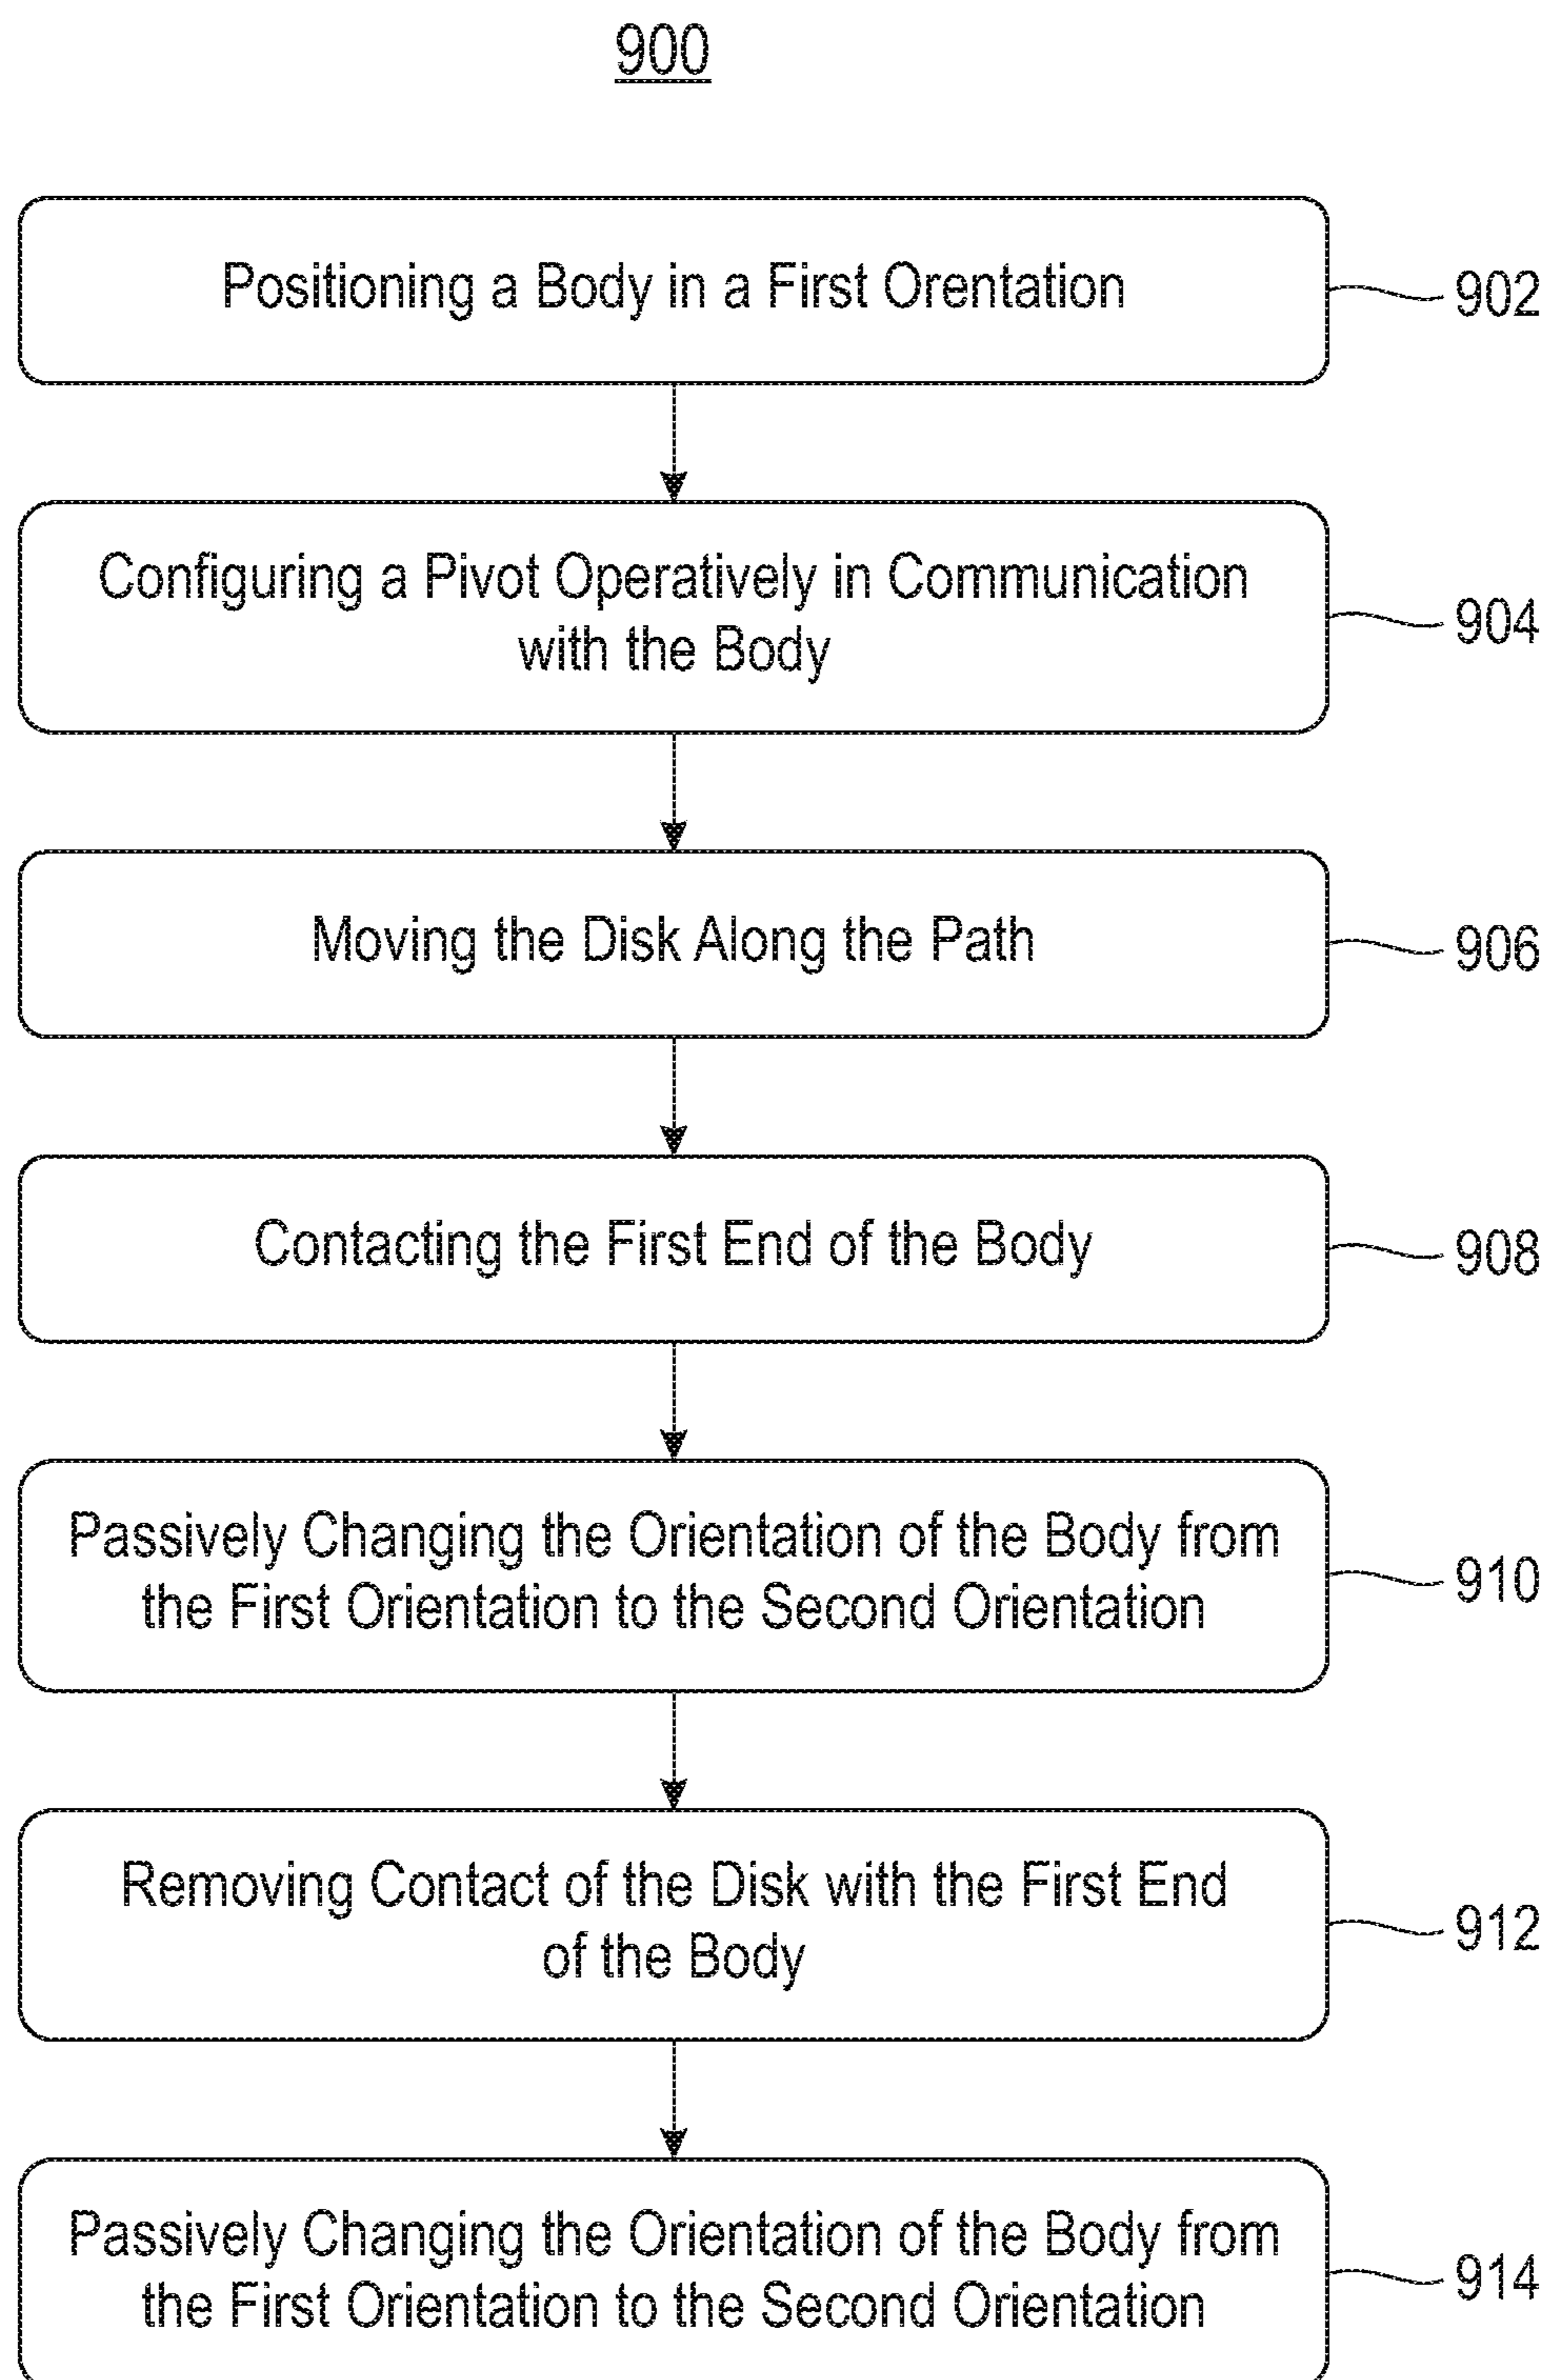 900
Positioning a Body in a First Orentation
902
Configuring a Pivot Operatively in Communication
with the Body
904
Moving the Disk Along the Path
906
Contacting the First End of the Body
908
Passively Changing the Orientation of the Body from
the First Orientation to the Second Orientation
910
Removing Contact of the Disk with the First End
of the Body
912
Passively Changing the Orientation of the Body from
the First Orientation to the Second Orientation
914